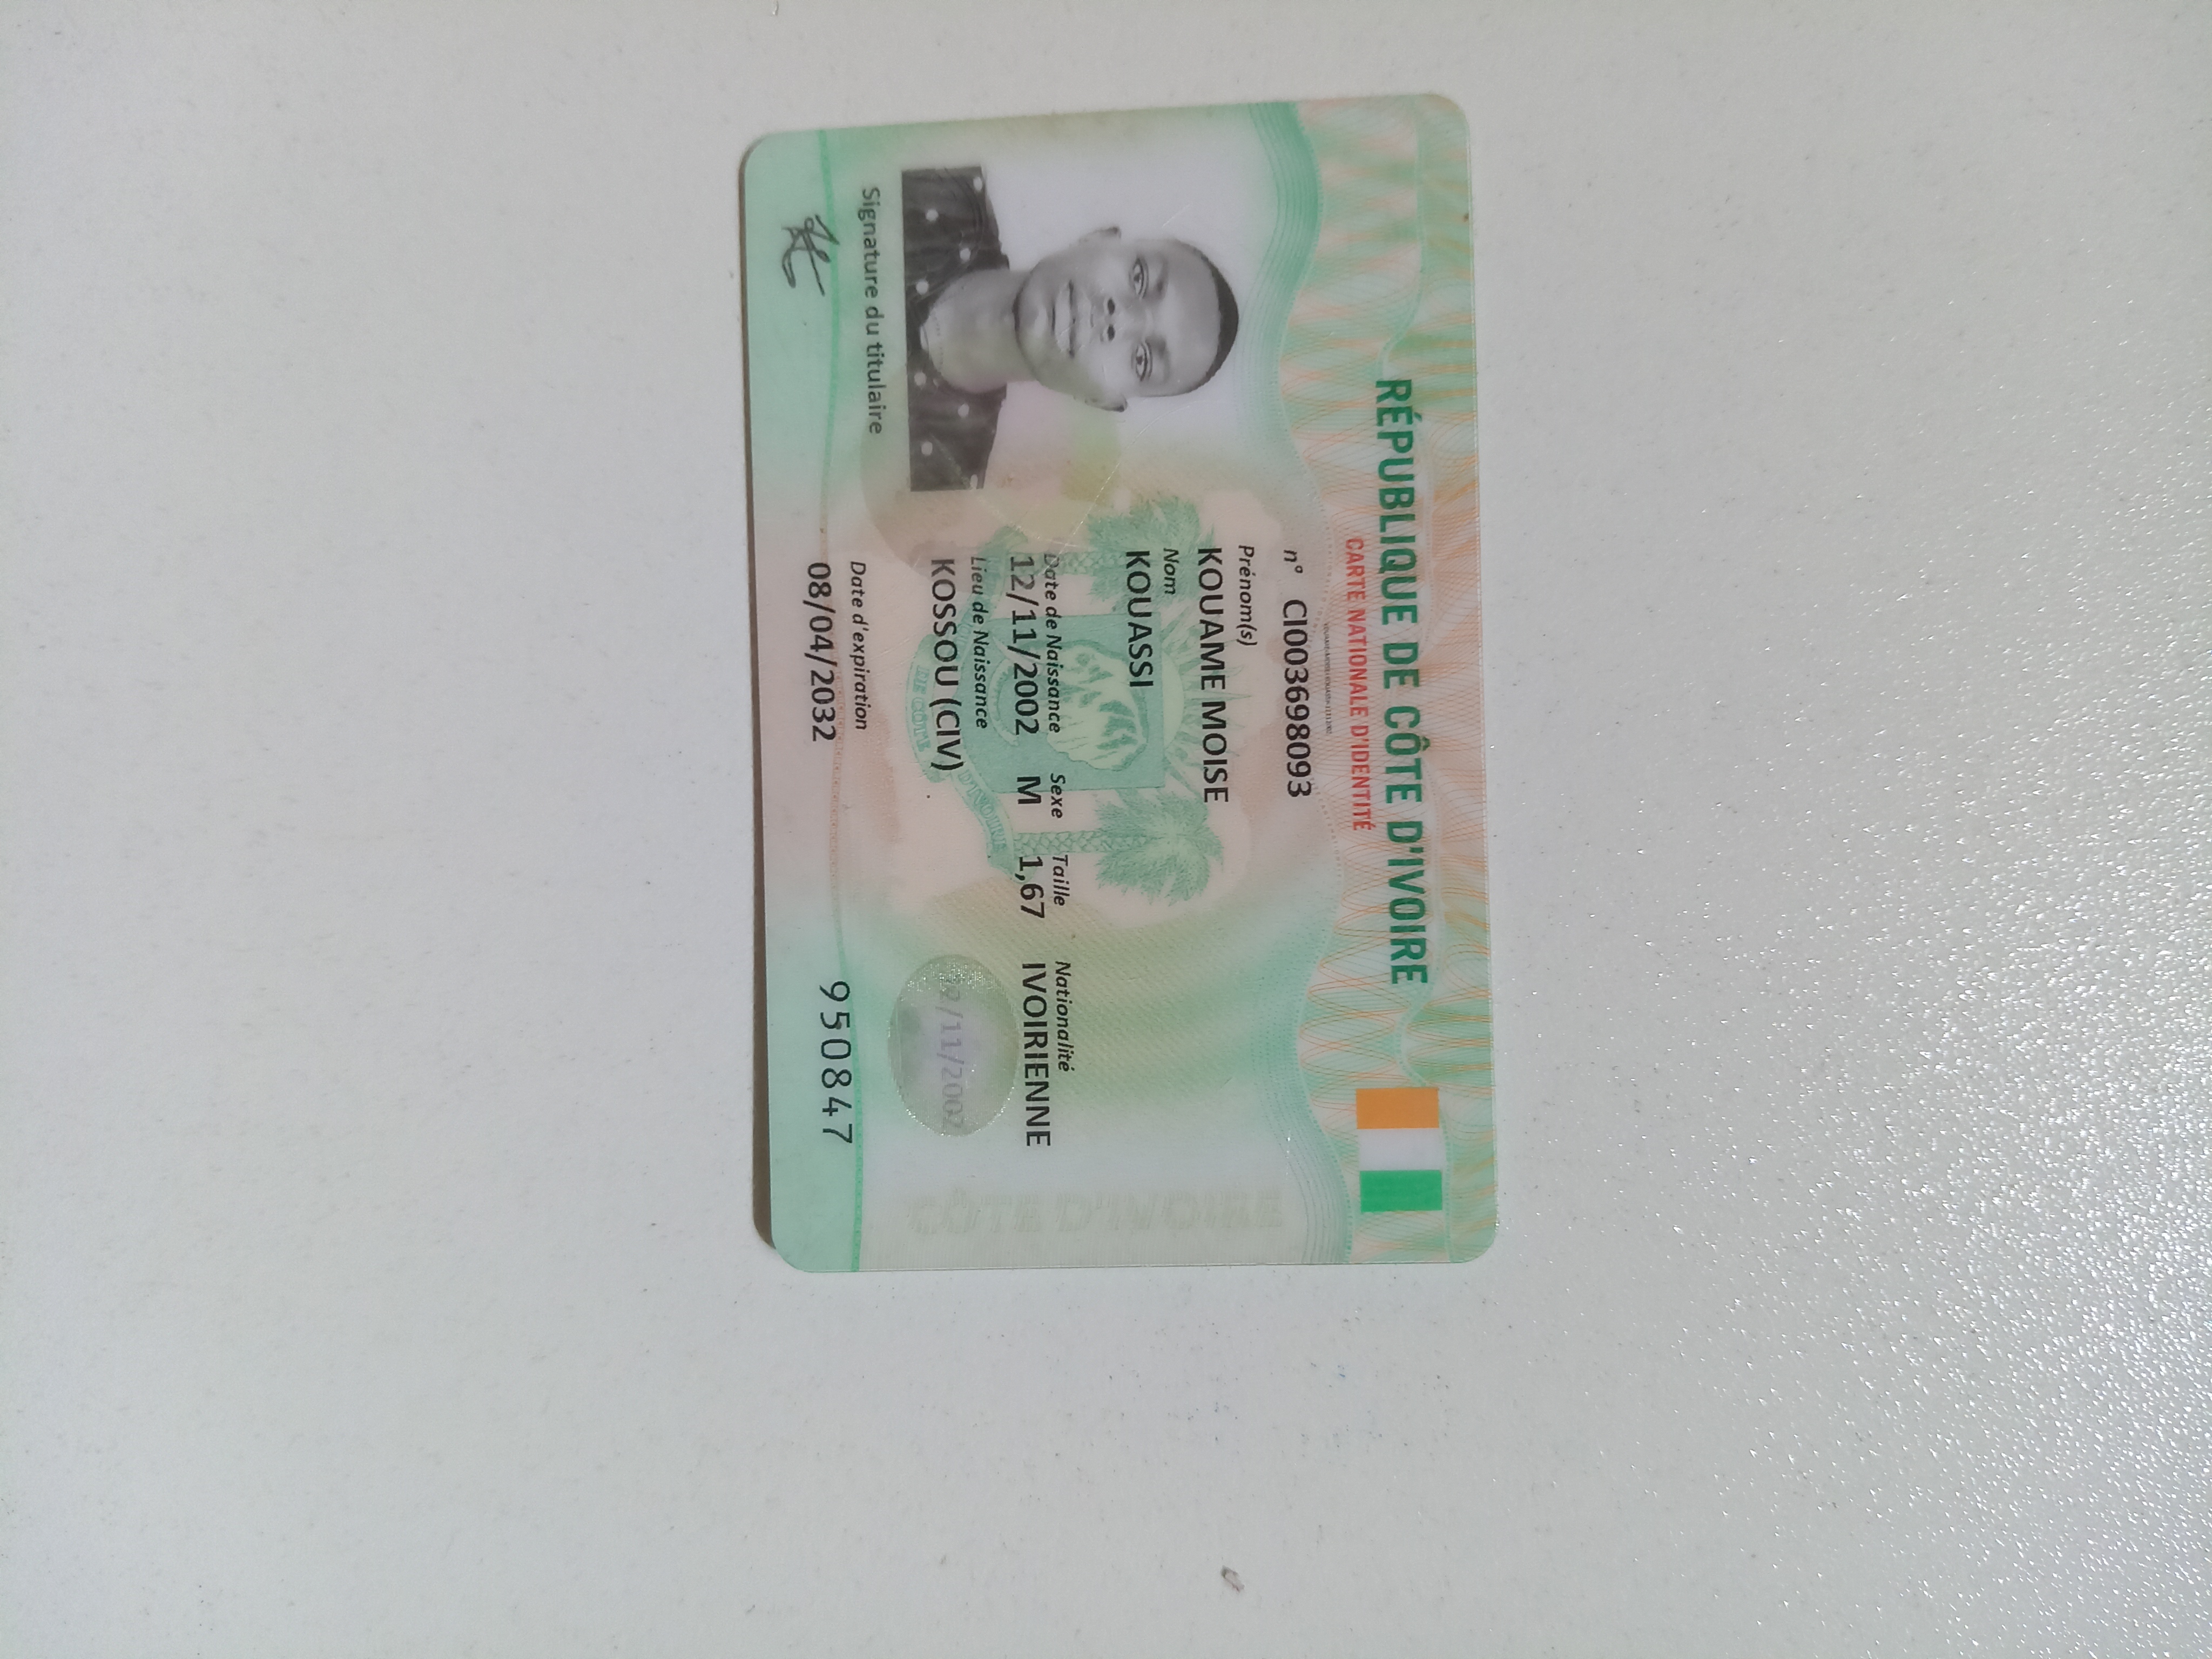 RÉPUBLIQUE DE CÔTE D'IVOIRE
CARTE NATIONALE D'IDENTITÉ
n° CI003698093
Prénom(s)
KOUAME MOISE
Nom
KOUASSI
Date de Naissance Sexe Taille Nationalité
12/11/2002 M 1,67 IVOIRIENNE
Lieu de Naissance
KOSSOU (CIV)
/11/2002
CÔTE D'IVOIRE
Signature du titulaire
Date d'expiration
08/04/2032
9508847